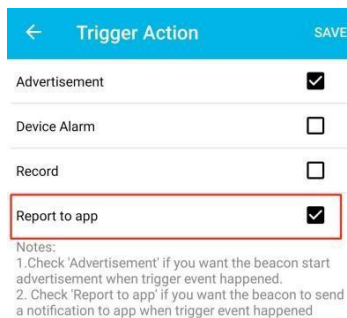 Trigger Action SAVE
Advertisement
Device Alarm
Record
Report to app
Notes:
1.Check 'Advertisement' if you want the beacon start
advertisement when trigger event happened.
2. Check 'Report to app' if you want the beacon to send
a notification to app when trigger event happened